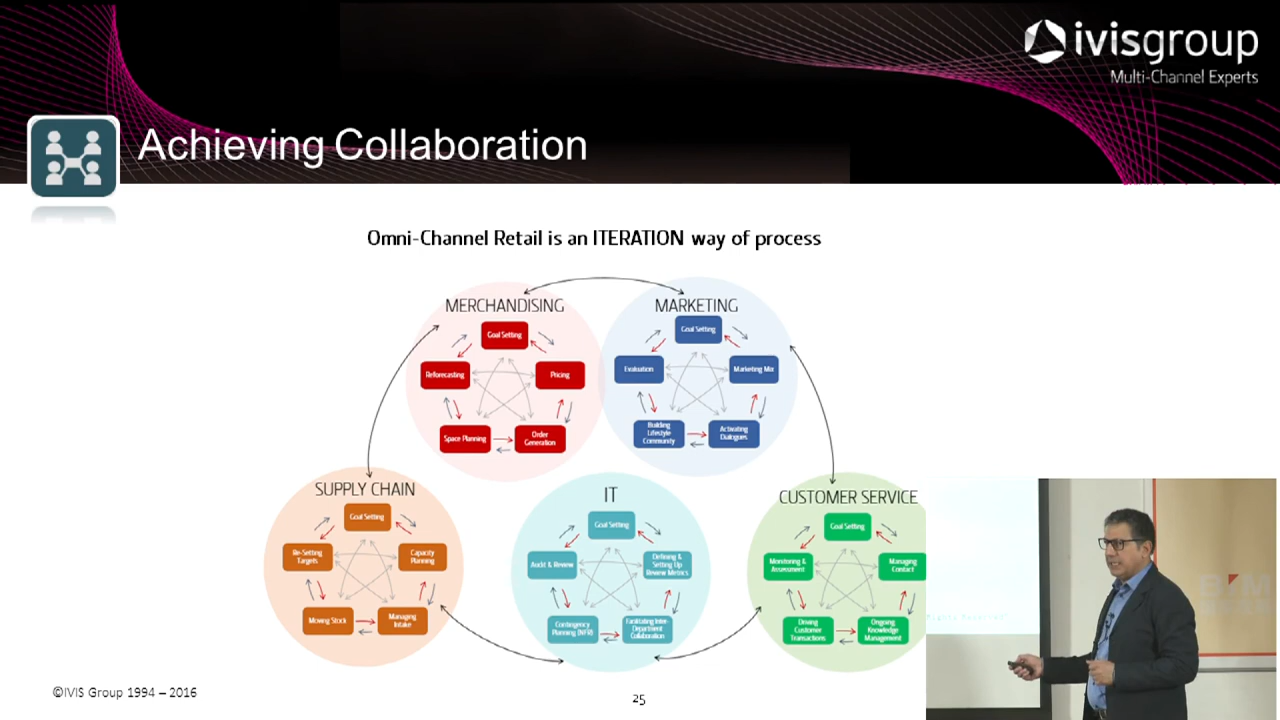 ivisgroup
Multi-Channel Experts
Achieving Collaboration
Omni-Channel Retail is an ITERATION way of process
MERCHANDISING
Goal Setting
Reforecasting
Pricing
Space Planning
Order
Generation
MARKETING
Goal Setting
Evaluation
Marketing Mix
Building
Lifestyle
Community
Activating
Dialogues
SUPPLY CHAIN
Goal Setting
Re-Setting
Targets
Capacity
Planning
Moving Stock
Managing
Intake
IT
Goal Setting
Audit & Review
Defining &
Setting Up
Review Metrics
Contingency
Planning (NFR)
Facilitating Inter-
Department
Collaboration
CUSTOMER SERVICE
Goal Setting
Monitoring &
Assessment
Managing
Contact
Driving
Customer
Transactions
Ongoing
Knowledge
Management
©IVIS Group 1994 – 2016
25